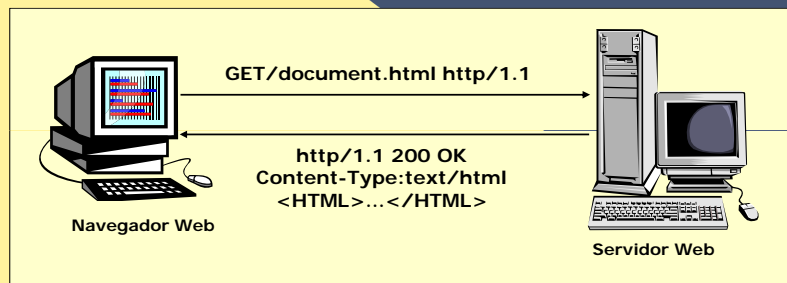 GET/document.html http/1.1
http/1.1 200 OK
Content-Type:text/html
<HTML>...</HTML>
Navegador Web
Servidor Web